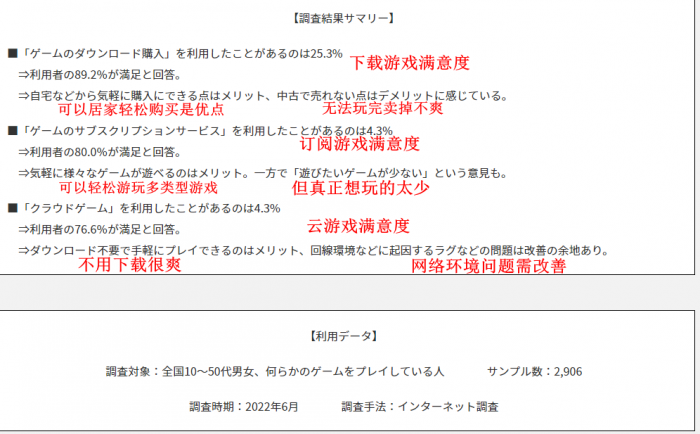 【調査結果サマリー】
■「ゲームのダウンロード購入」を利用したことがあるのは25.3%
下载游戏满意度
⇒利用者の89.2%が満足と回答。
⇒自宅などから気軽に購入にできる点はメリット、中古で売れない点はデメリットに感じている。
可以居家轻松购买是优点
无法玩完卖掉不爽
■「ゲームのサブスクリプションサービス」を利用したことがあるのは4.3%
订阅游戏满意度
⇒利用者の80.0%が満足と回答。
⇒気軽に様々なゲームが遊べるのはメリット。一方で「遊びたいゲームが少ない」という意見も。
可以轻松游玩多类型游戏
但真正想玩的太少
■「クラウドゲーム」を利用したことがあるのは4.3%
云游戏满意度
⇒利用者の76.6%が満足と回答。
⇒ダウンロード不要で手軽にプレイできるのはメリット、回線環境などに起因するラグなどの問題は改善の余地あり。
不用下载很爽
网络环境问题需改善
【利用データ】
調査対象：全国10～50代男女、何らかのゲームをプレイしている人
サンプル数：2,906
調査時期：2022年6月
調査手法：インターネット調査